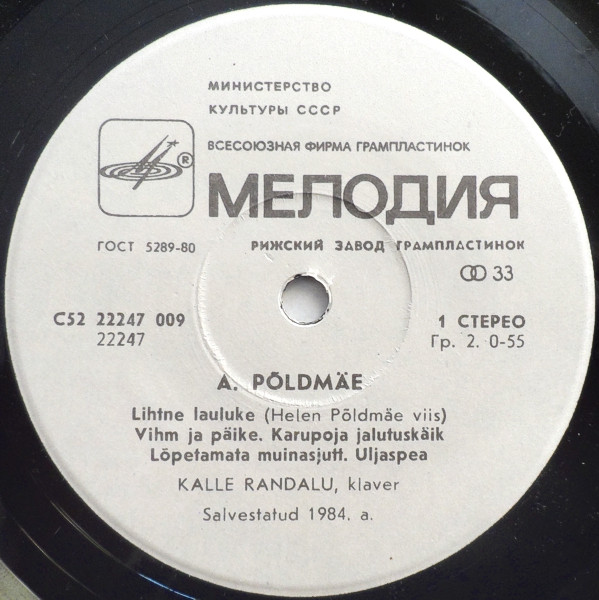 МИНИСТЕРСТВО
КУЛЬТУРЫ СССР
ВСЕСОЮЗНАЯ ФИРМА ГРАМПЛАСТИНОК
®
МЕЛОДИЯ
ГОСТ 5289-80 РИЖСКИЙ ЗАВОД ГРАМПЛАСТИНОК
33
С52 22247 009 1 СТЕРЕО
22247 Гр. 2. 0-55
A. PÕLDMÄE
Lihtne lauluke (Helen Põldmäe viis)
Vihm ja päike. Karupoja jalutuskäik
Lõpetamata muinasjutt. Uljaspea
KALLE RANDALU, klaver
Salvestatud 1984. a.